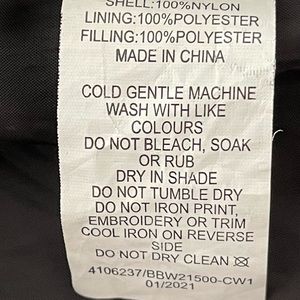 SHELL:100%NYLON
LINING:100%POLYESTER
FILLING:100%POLYESTER
MADE IN CHINA
COLD GENTLE MACHINE
WASH WITH LIKE
COLOURS
DO NOT BLEACH, SOAK
OR RUB
DRY IN SHADE
DO NOT TUMBLE DRY
DO NOT IRON PRINT,
EMBROIDERY OR TRIM
COOL IRON ON REVERSE
SIDE
DO NOT DRY CLEAN
4106237/BBW21500-CW1
01/2021